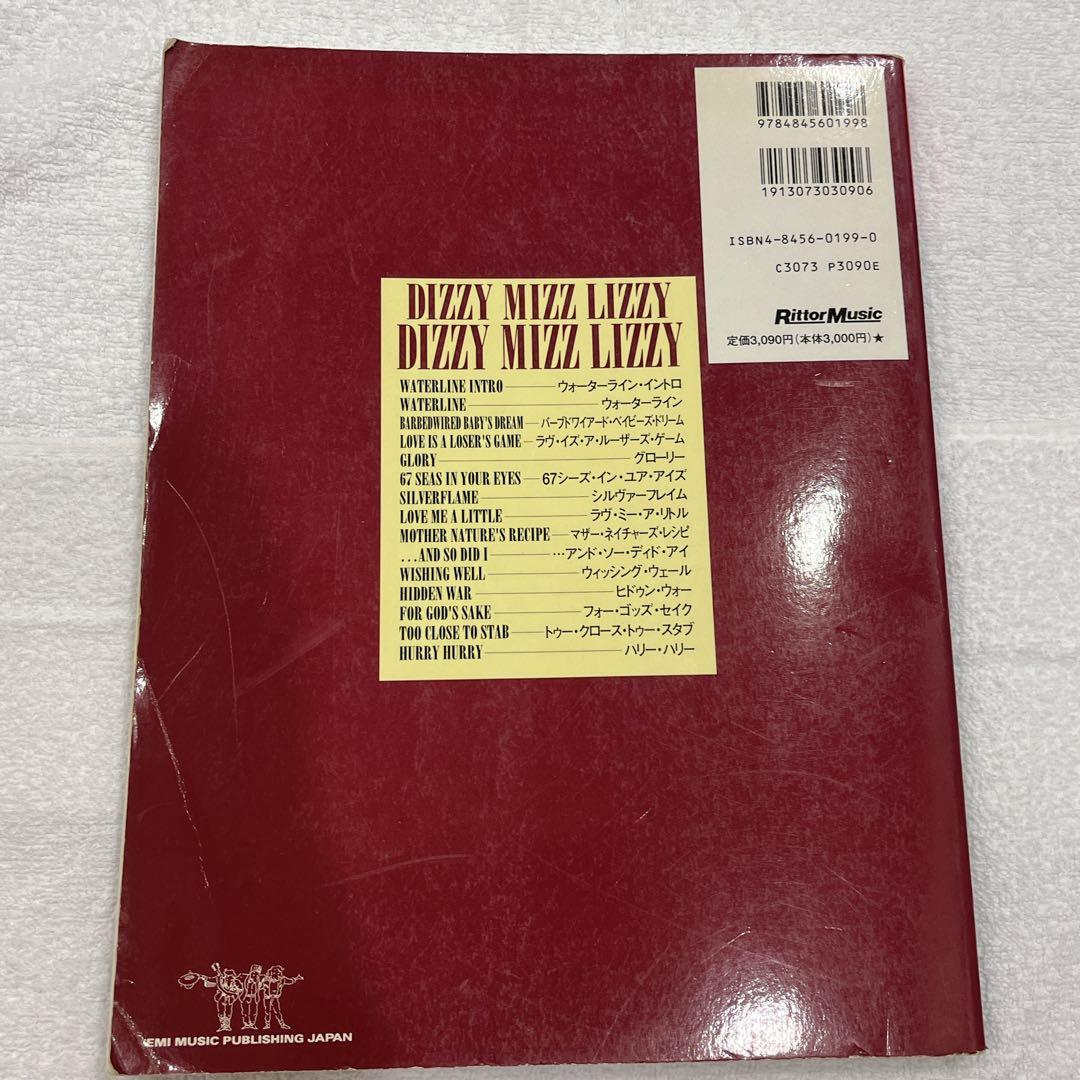 9784845601998
1913073030906
ISBN4-8456-0199-0
C3073 P3090E
RittorMusic
定価3,090円(本体3,000円)★
DIZZY MIZZ LIZZY
DIZZY MIZZ LIZZY
WATERLINE INTRO ウォーターライン・イントロ
WATERLINE ウォーターライン
BARBEDWIRED BABY'S DREAM バーブドワイアード・ベイビーズ・ドリーム
LOVE IS A LOSER'S GAME ラヴ・イズ・ア・ルーザーズ・ゲーム
GLORY グローリー
67 SEAS IN YOUR EYES 67シーズ・イン・ユア・アイズ
SILVERFLAME シルヴァーフレイム
LOVE ME A LITTLE ラヴ・ミー・ア・リトル
MOTHER NATURE'S RECIPE マザー・ネイチャーズ・レシピ
...AND SO DID I …アンド・ソー・ディド・アイ
WISHING WELL ウィッシング・ウェール
HIDDEN WAR ヒドゥン・ウォー
FOR GOD'S SAKE フォー・ゴッズ・セイク
TOO CLOSE TO STAB トゥー・クロース・トゥー・スタブ
HURRY HURRY ハリー・ハリー
EMI MUSIC PUBLISHING JAPAN